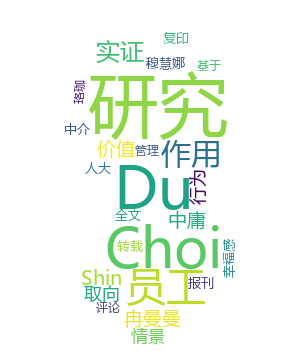 复印
实证
穆慧娜
基于
珞珈
研究
中介
价值
管理
作用
人大
Du
行为
全文
中庸
Choi
转载
幸福感
Shin
员工
报刊
取向
评论
冉曼曼
情景